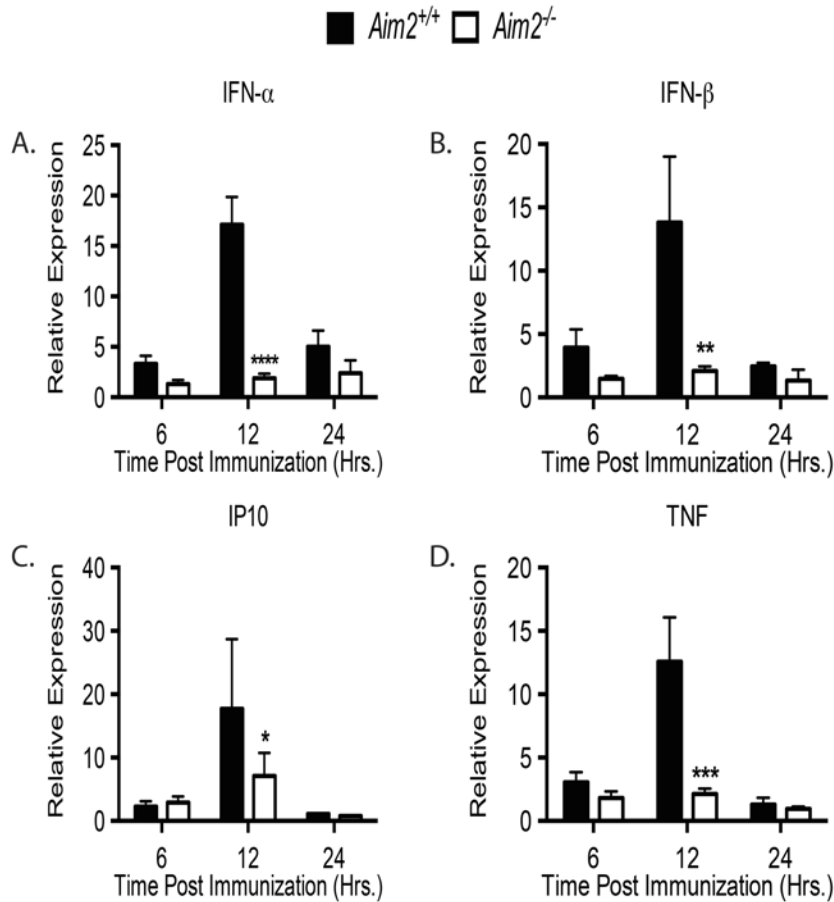 Aim2+/+ Aim2-/-
IFN-α
A.
Relative Expression
25
20
15
10
5
0
****
6 12 24
Time Post Immunization (Hrs.)
IFN-β
B.
Relative Expression
20
15
10
5
0
**
6 12 24
Time Post Immunization (Hrs.)
IP10
C.
Relative Expression
40
30
20
10
0
*
6 12 24
Time Post Immunization (Hrs.)
TNF
D.
Relative Expression
20
15
10
5
0
***
6 12 24
Time Post Immunization (Hrs.)